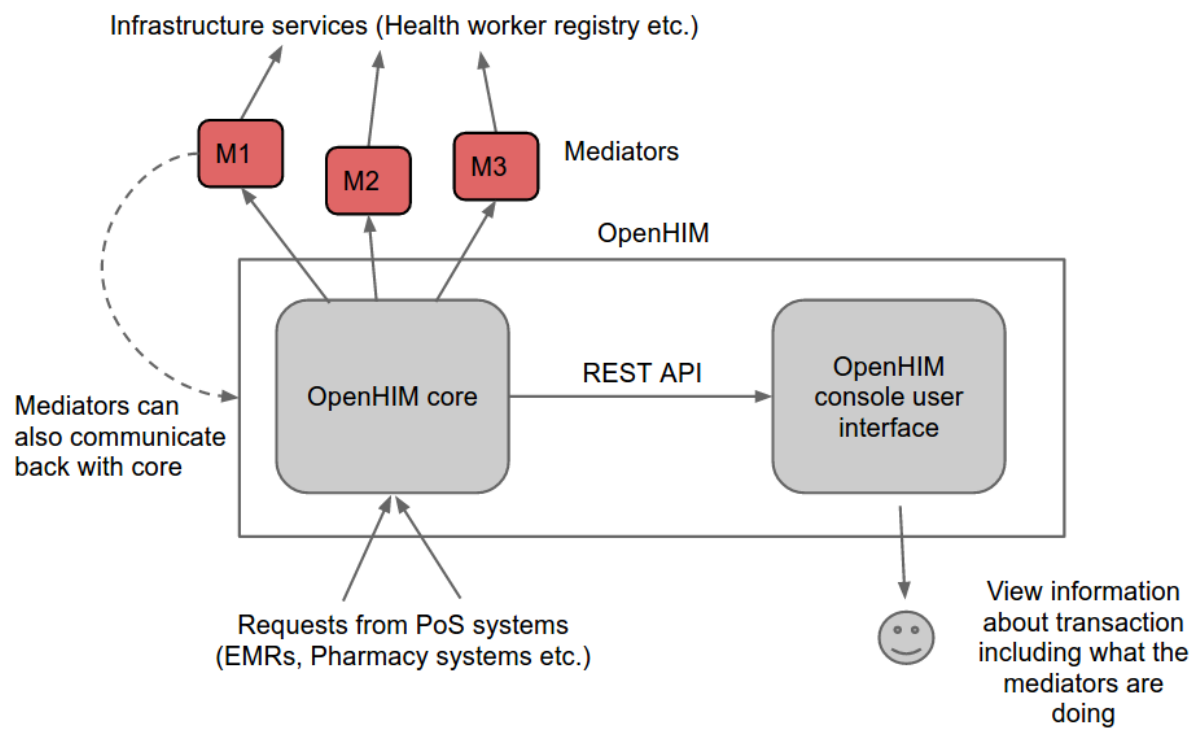 Infrastructure services (Health worker registry etc.)
M1
M2
M3
Mediators
OpenHIM
OpenHIM core
REST API
OpenHIM
console user
interface
Mediators can
also communicate
back with core
Requests from PoS systems
(EMRs, Pharmacy systems etc.)
View information
about transaction
including what the
mediators are
doing